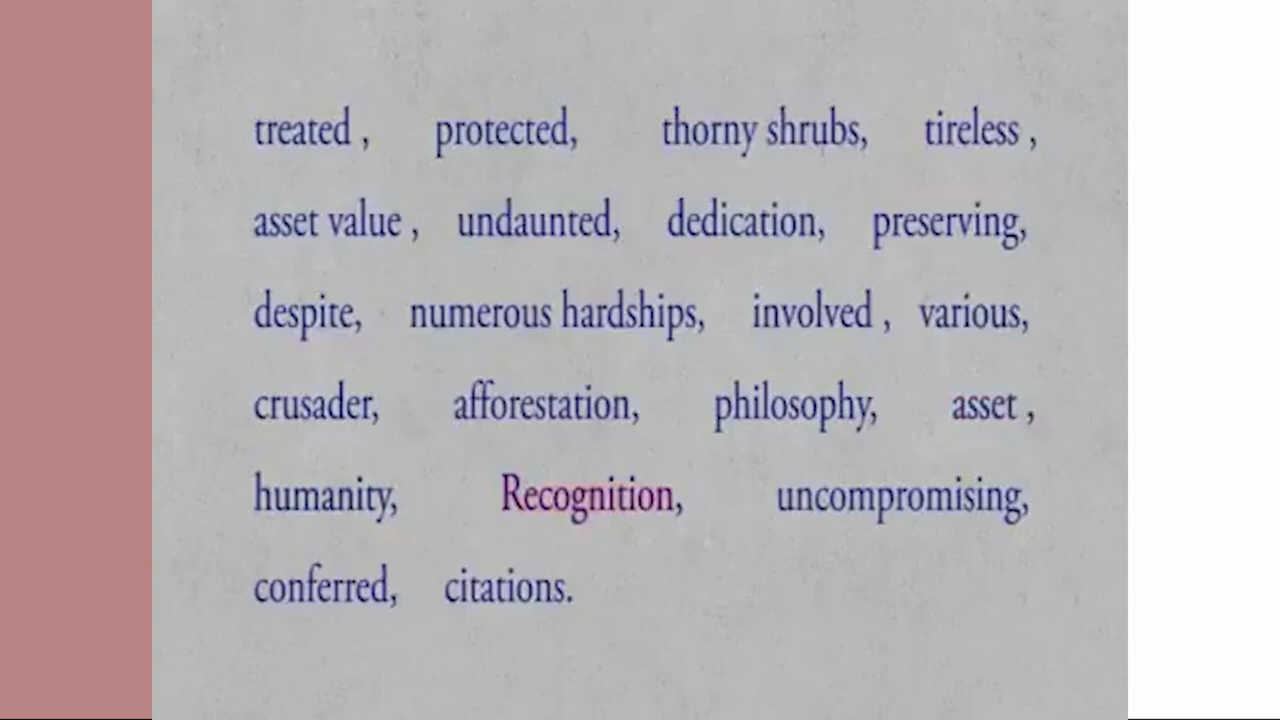 treated , protected, thorny shrubs, tireless ,
asset value , undaunted, dedication, preserving,
despite, numerous hardships, involved , various,
crusader, afforestation, philosophy, asset ,
humanity, Recognition, uncompromising,
conferred, citations.